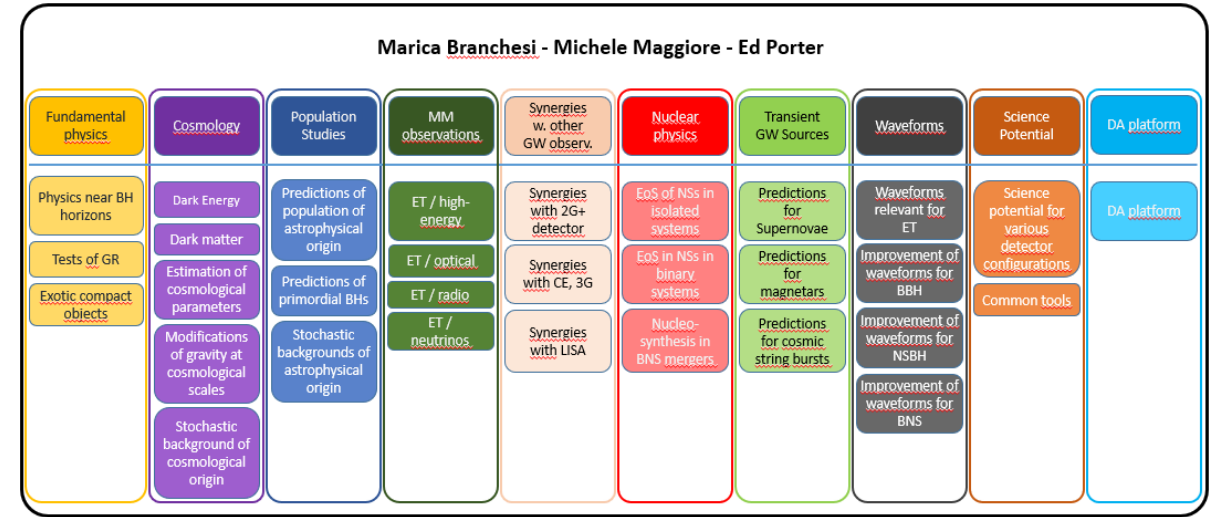 Marica Branchesi - Michele Maggiore - Ed Porter
Fundamental
physics
Physics near BH
horizons
Tests of GR
Exotic compact
objects
Cosmology
Dark Energy
Dark matter
Estimation of
cosmological
parameters
Modifications
of gravity at
cosmological
scales
Stochastic
background of
cosmological
origin
Population
Studies
Predictions of
population of
astrophysical
origin
Predictions of
primordial BHs
Stochastic
backgrounds of
astrophysical
origin
MM
observations
ET / high-
energy
ET / optical
ET / radio
ET /
neutrinos
Synergies
w. other
GW observ.
Synergies
with 2G+
detector
Synergies
with CE, 3G
Synergies
with LISA
Nuclear
physics
EoS of NSs in
isolated
systems
EoS in NSs in
binary
systems
Nucleo-
synthesis in
BNS mergers
Transient
GW Sources
Predictions
for
Supernovae
Predictions
for
magnetars
Predictions
for cosmic
string bursts
Waveforms
Waveforms
relevant for
ET
Improvement of
waveforms for
BBH
Improvement of
waveforms for
NSBH
Improvement of
waveforms for
BNS
Science
Potential
Science
potential for
various
detector
configurations
Common tools
DA platform
DA platform